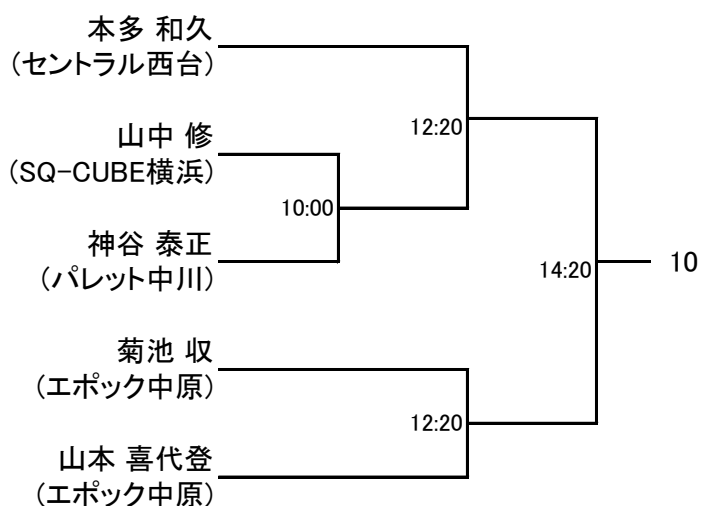 本多 和久
(セントラル西台)
12:20
山中 修
(SQ-CUBE横浜)
10:00
神谷 泰正
(パレット中川)
14:20
10
菊池 収
(エポック中原)
12:20
山本 喜代登
(エポック中原)